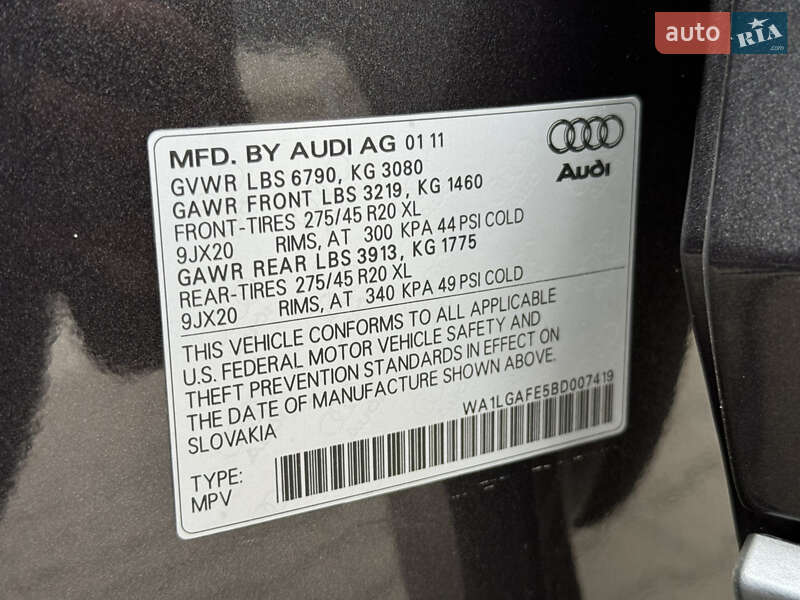 auto RIA.com
MFD. BY AUDI AG 01 11
Audi
GVWR LBS 6790, KG 3080
GAWR FRONT LBS 3219, KG 1460
FRONT-TIRES 275/45 R20 XL
9JX20 RIMS, AT 300 KPA 44 PSI COLD
GAWR REAR LBS 3913, KG 1775
REAR-TIRES 275/45 R20 XL
9JX20 RIMS, AT 340 KPA 49 PSI COLD
THIS VEHICLE CONFORMS TO ALL APPLICABLE
U.S. FEDERAL MOTOR VEHICLE SAFETY AND
THEFT PREVENTION STANDARDS IN EFFECT ON
THE DATE OF MANUFACTURE SHOWN ABOVE.
SLOVAKIA WA1LGAFE5BD007419
TYPE:
MPV